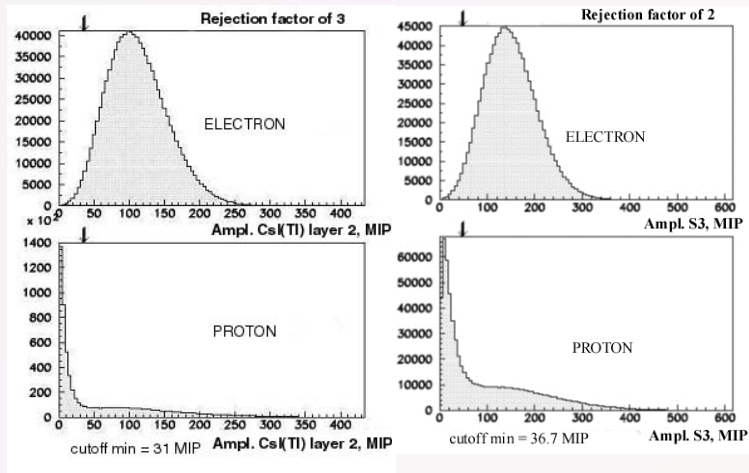 Rejection factor of 3
40000
35000
30000
25000
20000
15000
10000
5000
0
ELECTRON
0 50 100 150 200 250 300 350 400
Ampl. CsI(Tl) layer 2, MIP
x 10^2
1400
1200
1000
800
600
400
200
0
PROTON
0 50 100 150 200 250 300 350 400
cutoff min = 31 MIP
Ampl. CsI(Tl) layer 2, MIP
Rejection factor of 2
45000
40000
35000
30000
25000
20000
15000
10000
5000
0
ELECTRON
0 100 200 300 400 500 600
Ampl. S3, MIP
60000
50000
40000
30000
20000
10000
0
PROTON
0 100 200 300 400 500 600
cutoff min = 36.7 MIP
Ampl. S3, MIP